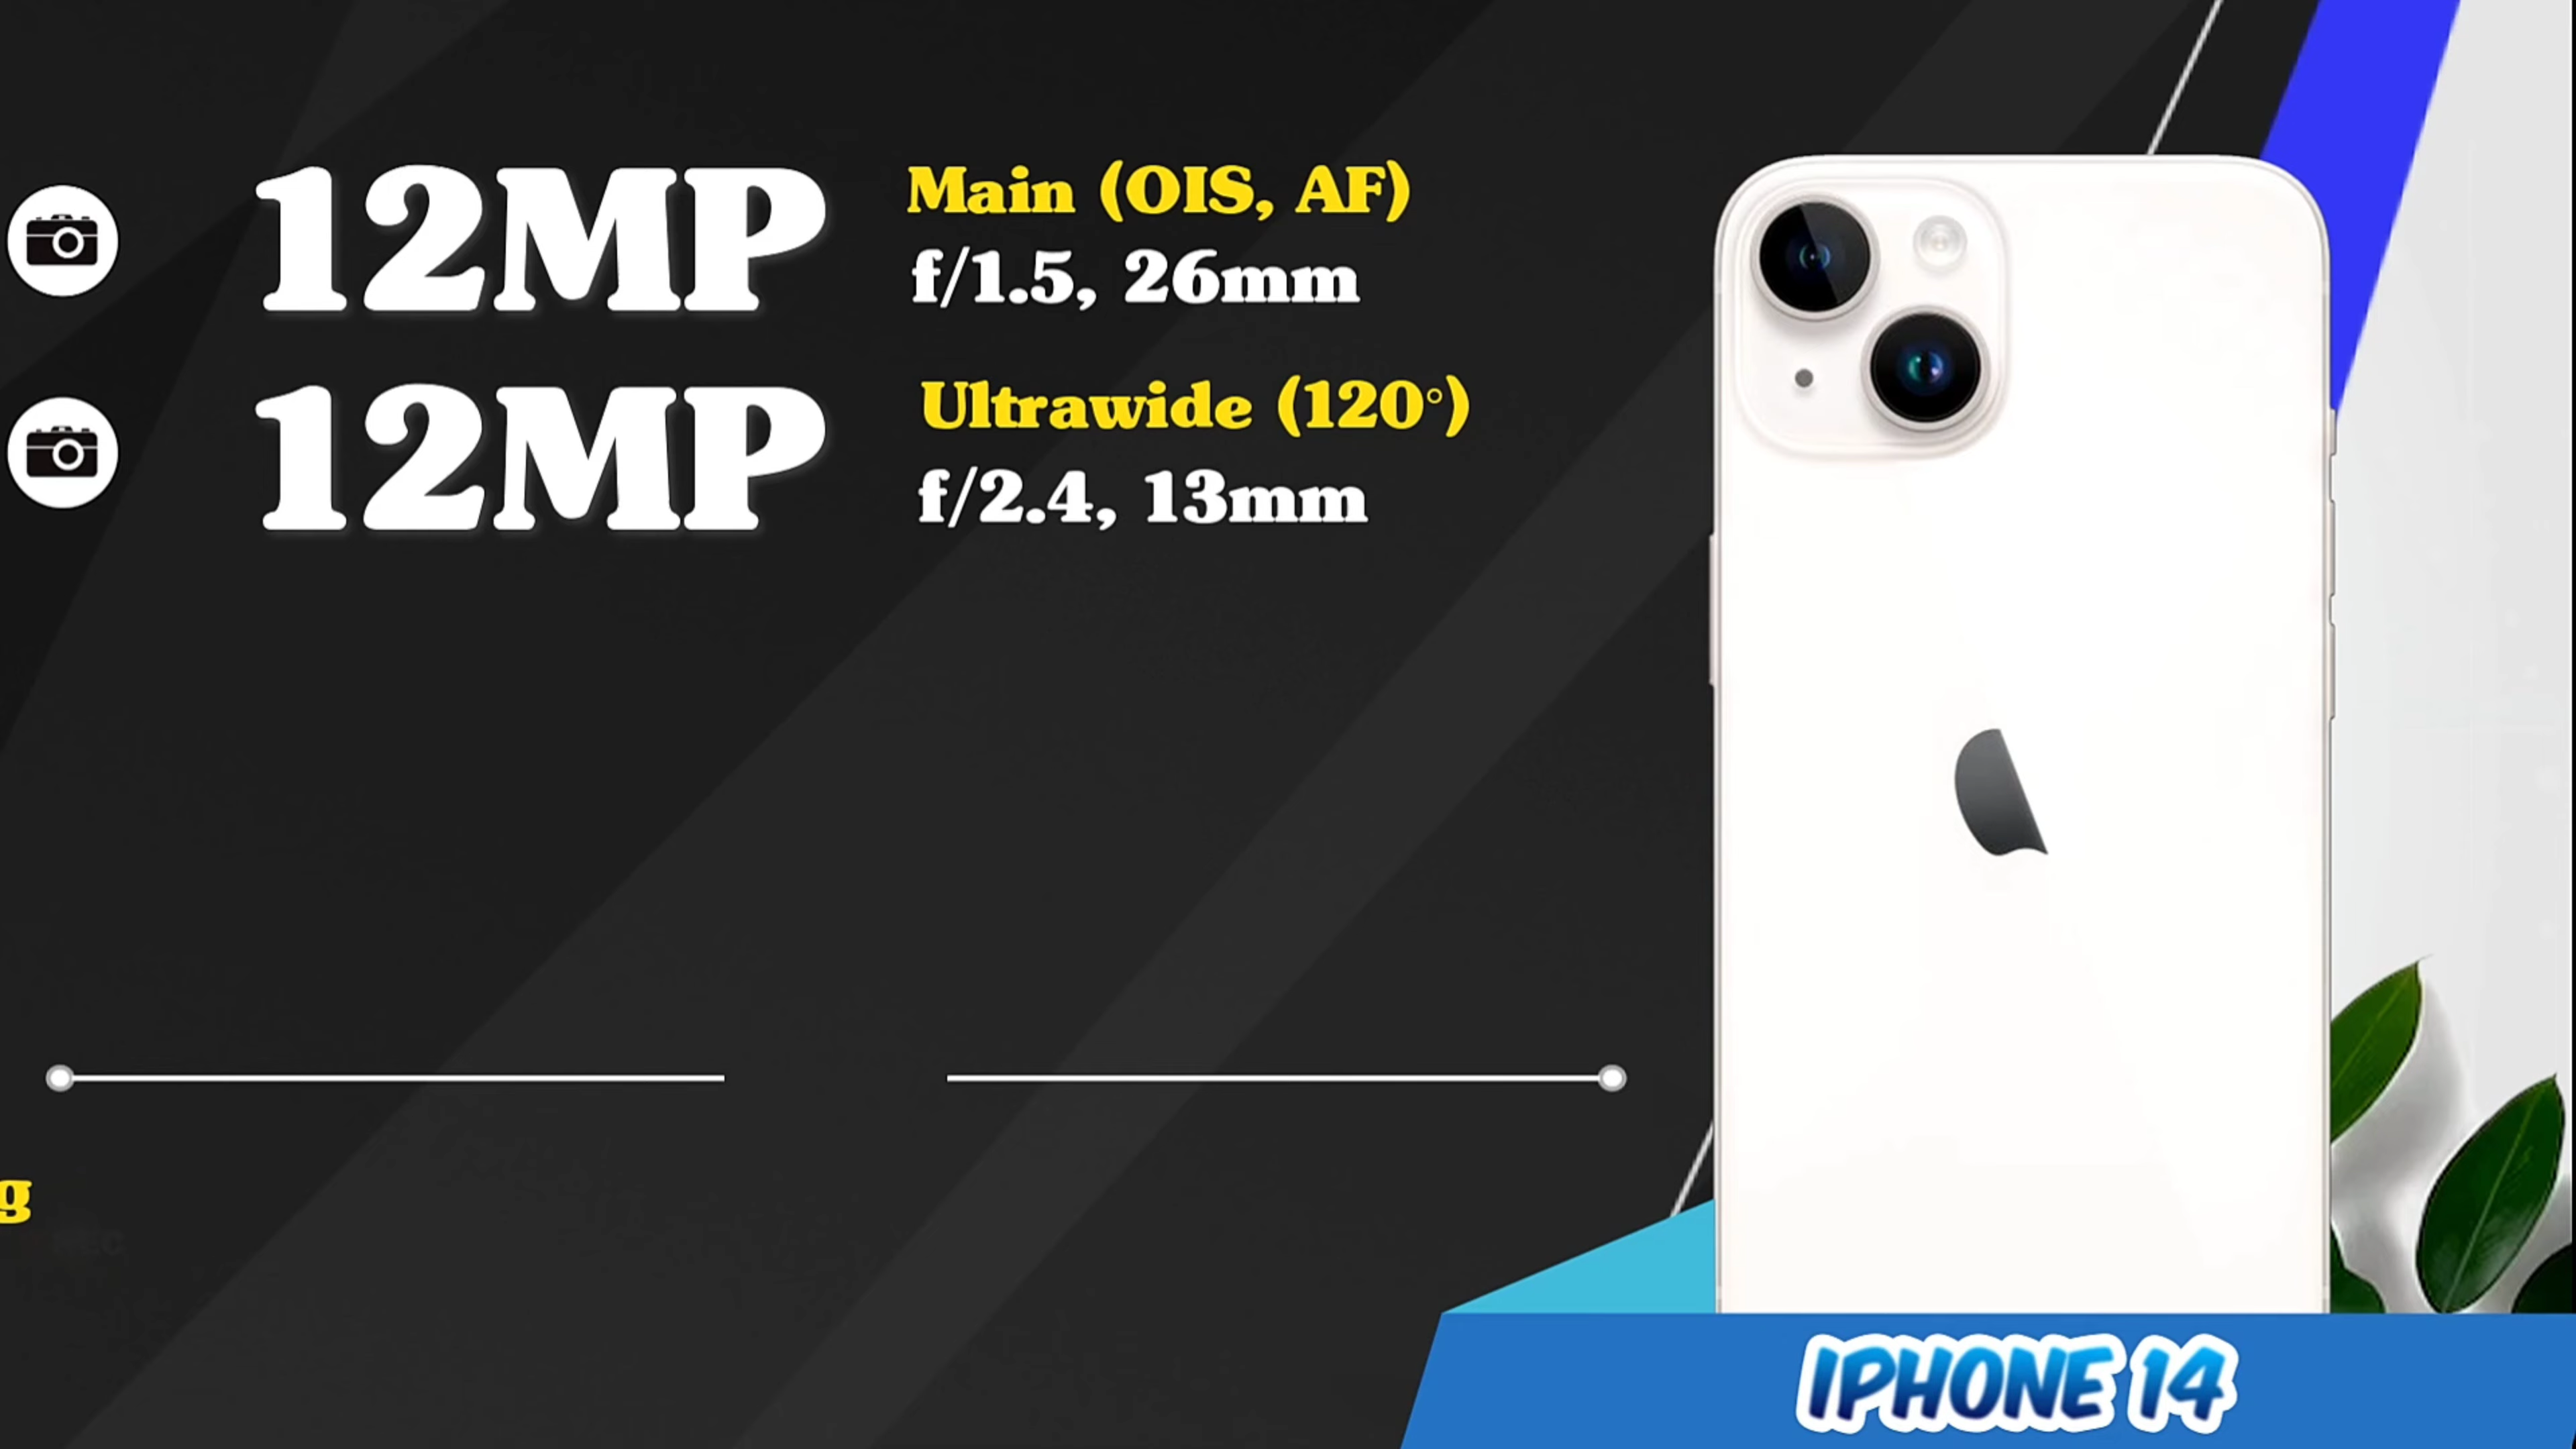 12MP
Main (OIS, AF)
f/1.5, 26mm
12MP
Ultrawide (120°)
f/2.4, 13mm
g
IPHONE 14